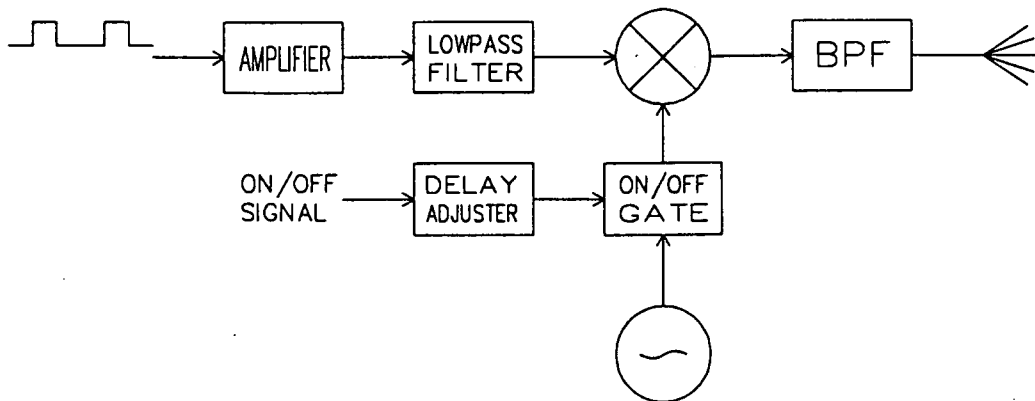 AMPLIFIER
LOWPASS
FILTER
BPF
ON/OFF
SIGNAL
DELAY
ADJUSTER
ON/OFF
GATE